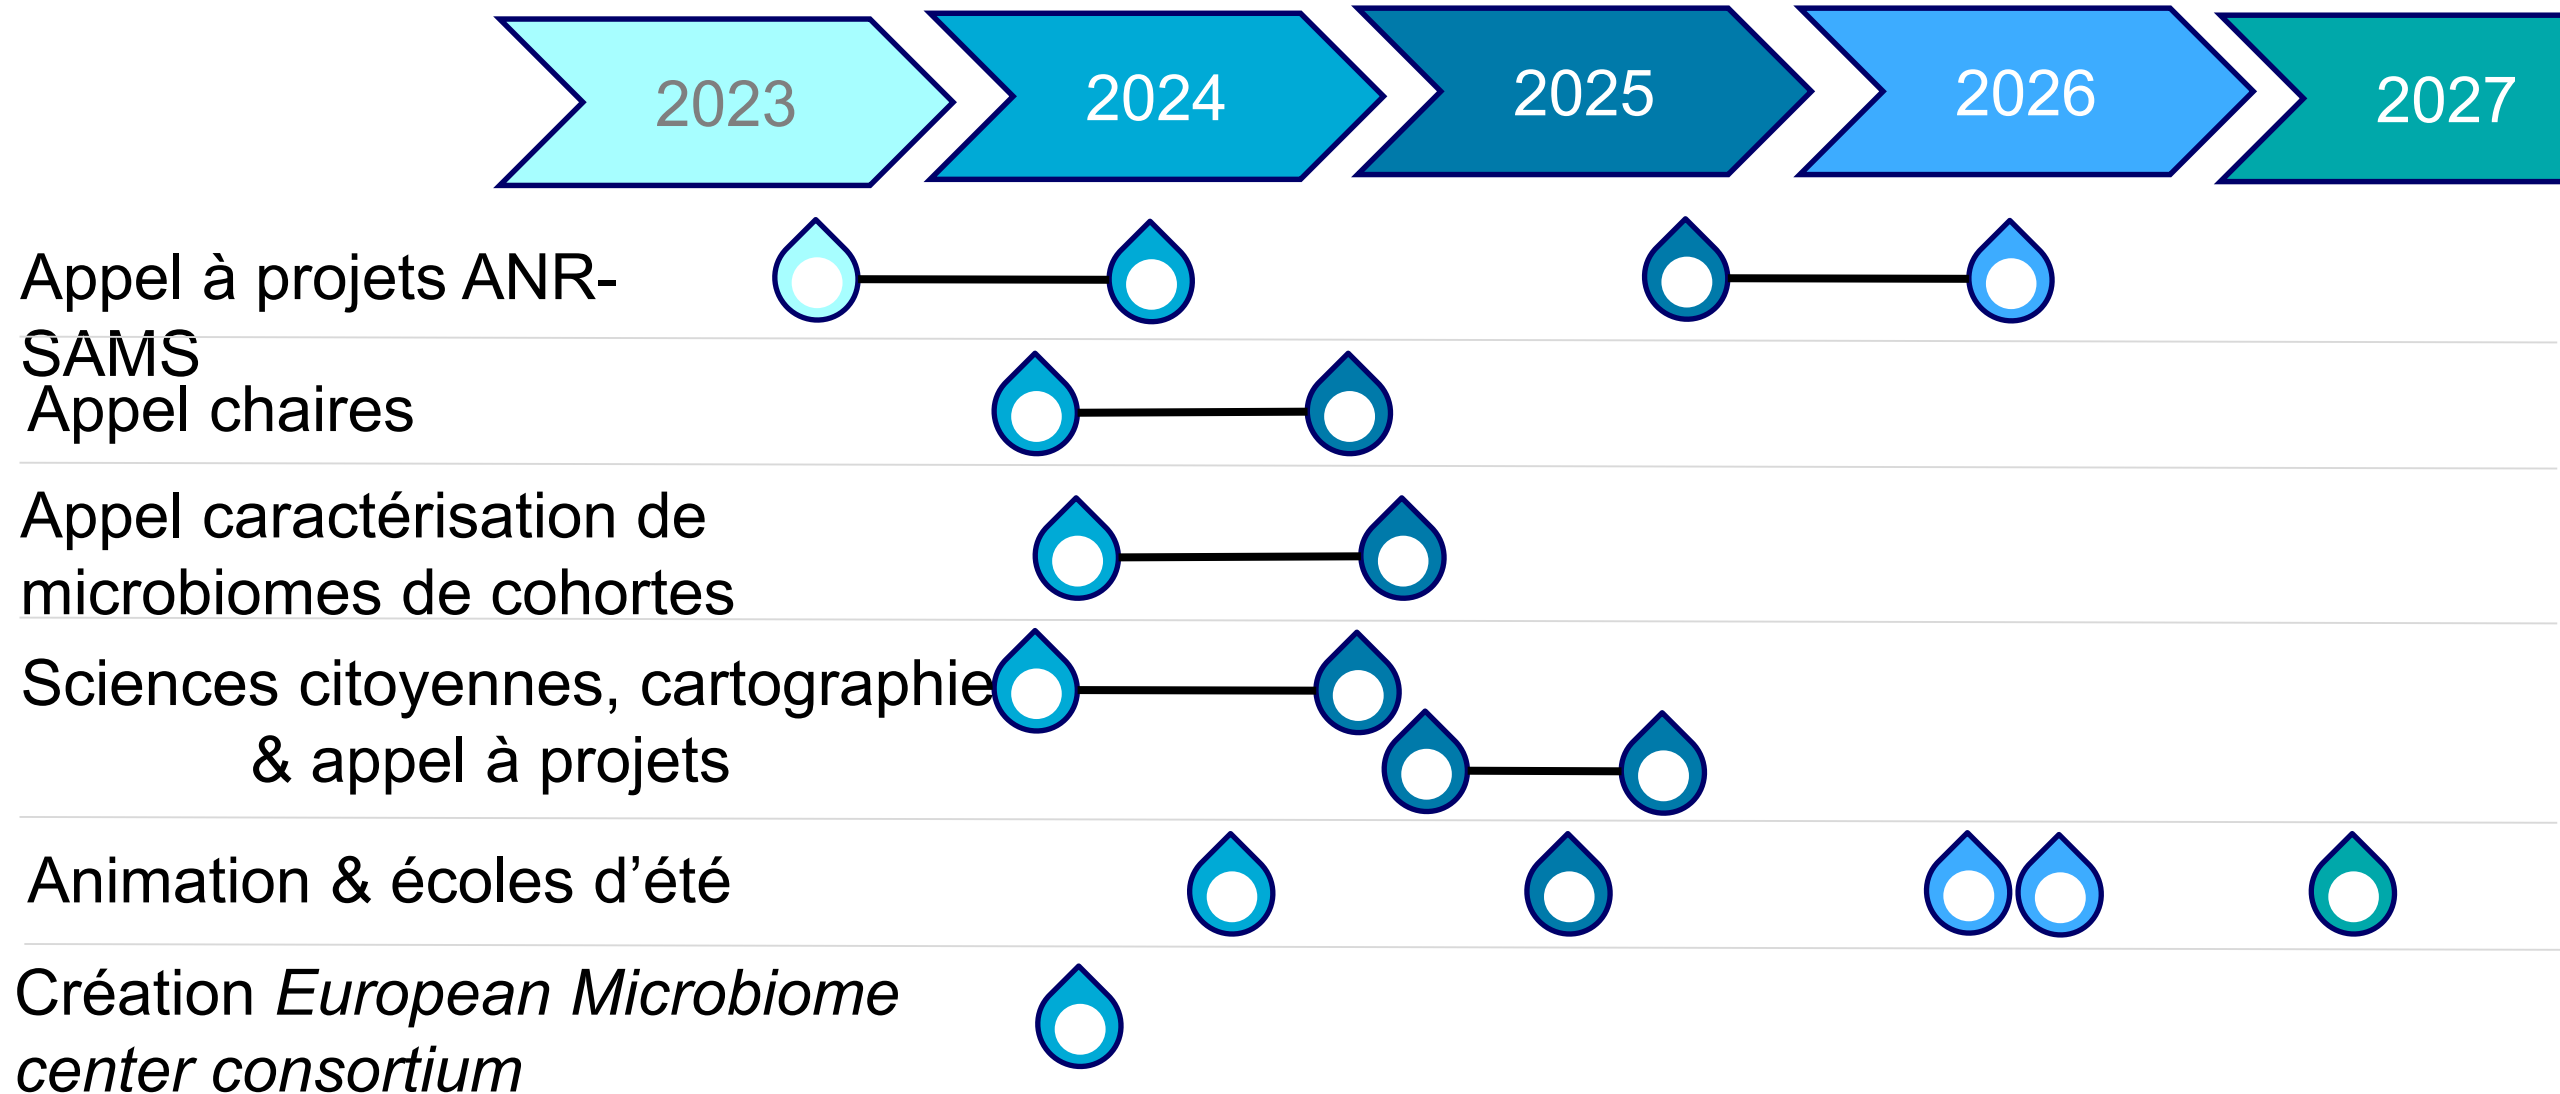 2023
2024
2025
2026
2027
Appel à projets ANR-
SAMS
Appel chaires
Appel caractérisation de
microbiomes de cohortes
Sciences citoyennes, cartographie
& appel à projets
Animation & écoles d’été
Création European Microbiome
center consortium